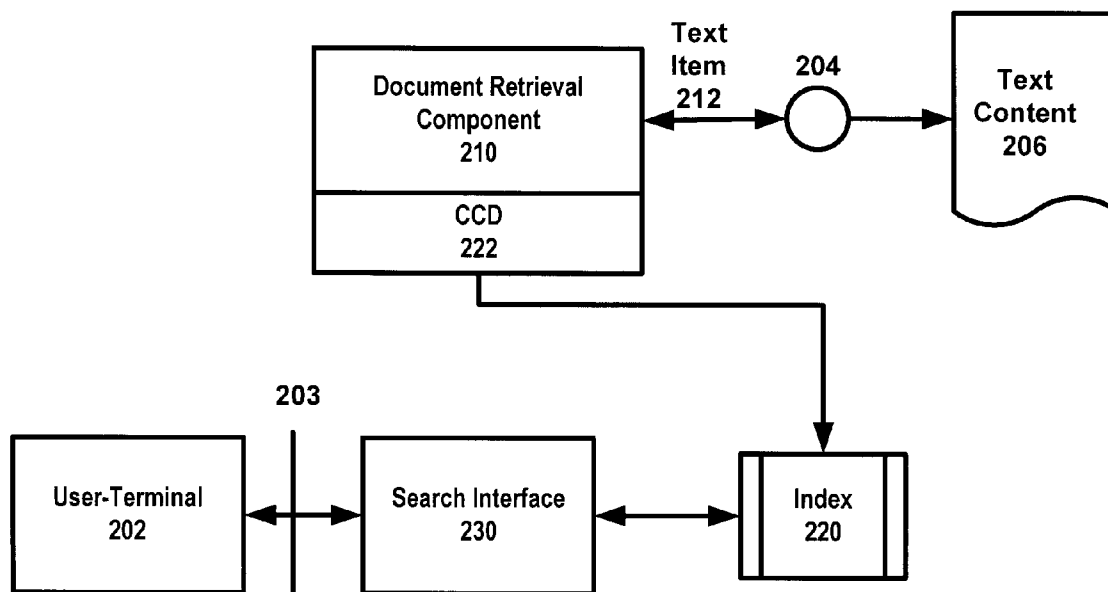 Document Retrieval
Component
210
CCD
222
Text
Item
212
204
Text
Content
206
203
User-Terminal
202
Search Interface
230
Index
220